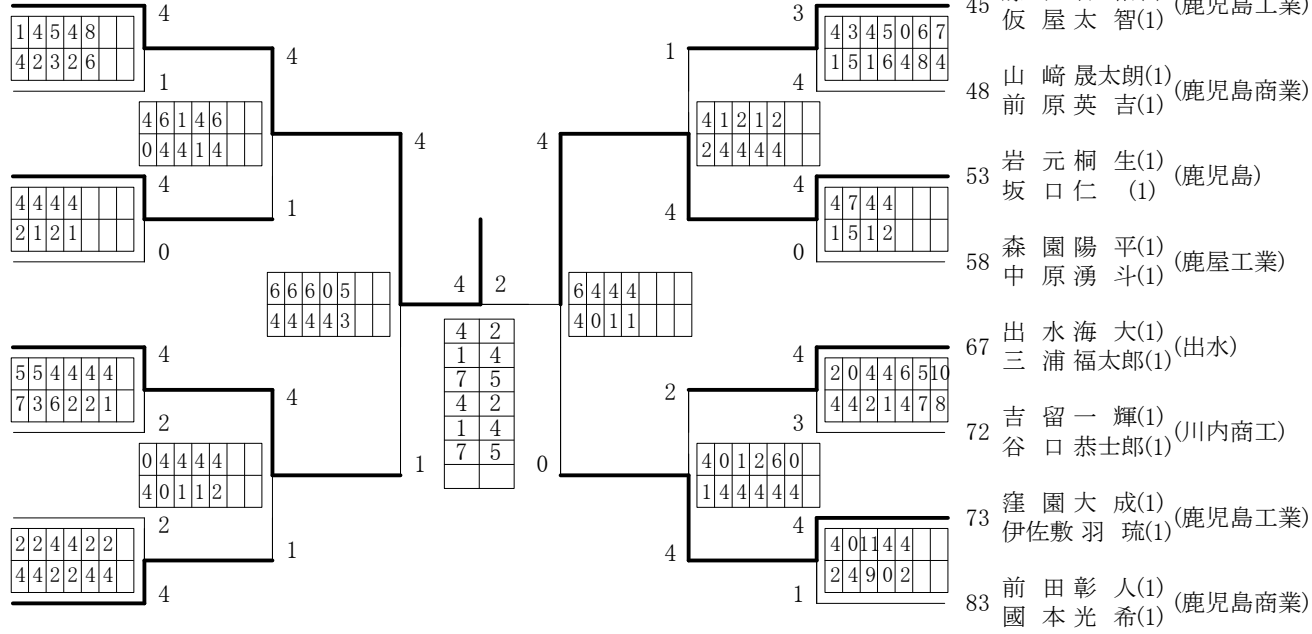 4
1 4 5 4 8
4 2 3 2 6
1
4
4 6 1 4 6
0 4 4 1 4
4
4 4 4 4
2 1 2 1
0
1
4
6 6 6 0 5
4 4 4 4 3
4
5 5 4 4 4 4
7 3 6 2 2 1
2
4
0 4 4 4 4
4 0 1 1 2
2
2 2 4 4 2 2
4 4 2 2 4 4
4
1
1
4 2
4 2
1 4
7 5
4 2
1 4
7 5
4
6 4 4 4
4 0 1 1
0
1
4 1 2 1 2
2 4 4 4 4
4
3
4 3 4 5 0 6 7
1 5 1 6 4 8 4
4
4
4 7 4 4
1 5 1 2
0
2
4 0 1 2 6 0
1 4 4 4 4 4
4
4
2 0 4 4 6 5 10
4 4 2 1 4 7 8
3
4
4 0 11 4 4
2 4 9 0 2
1
45 (鹿児島工業)
仮屋太智(1)
48 山﨑晟太朗(1) (鹿児島商業)
前原英吉(1)
53 岩元桐生(1) (鹿児島)
坂口仁(1)
58 森園陽平(1) (鹿屋工業)
中原湧斗(1)
67 出水海大(1) (出水)
三浦福太郎(1)
72 吉留一輝(1) (川内商工)
谷口恭士郎(1)
73 窪園大成(1) (鹿児島工業)
伊佐敷羽琉(1)
83 前田彰人(1) (鹿児島商業)
國本光希(1)